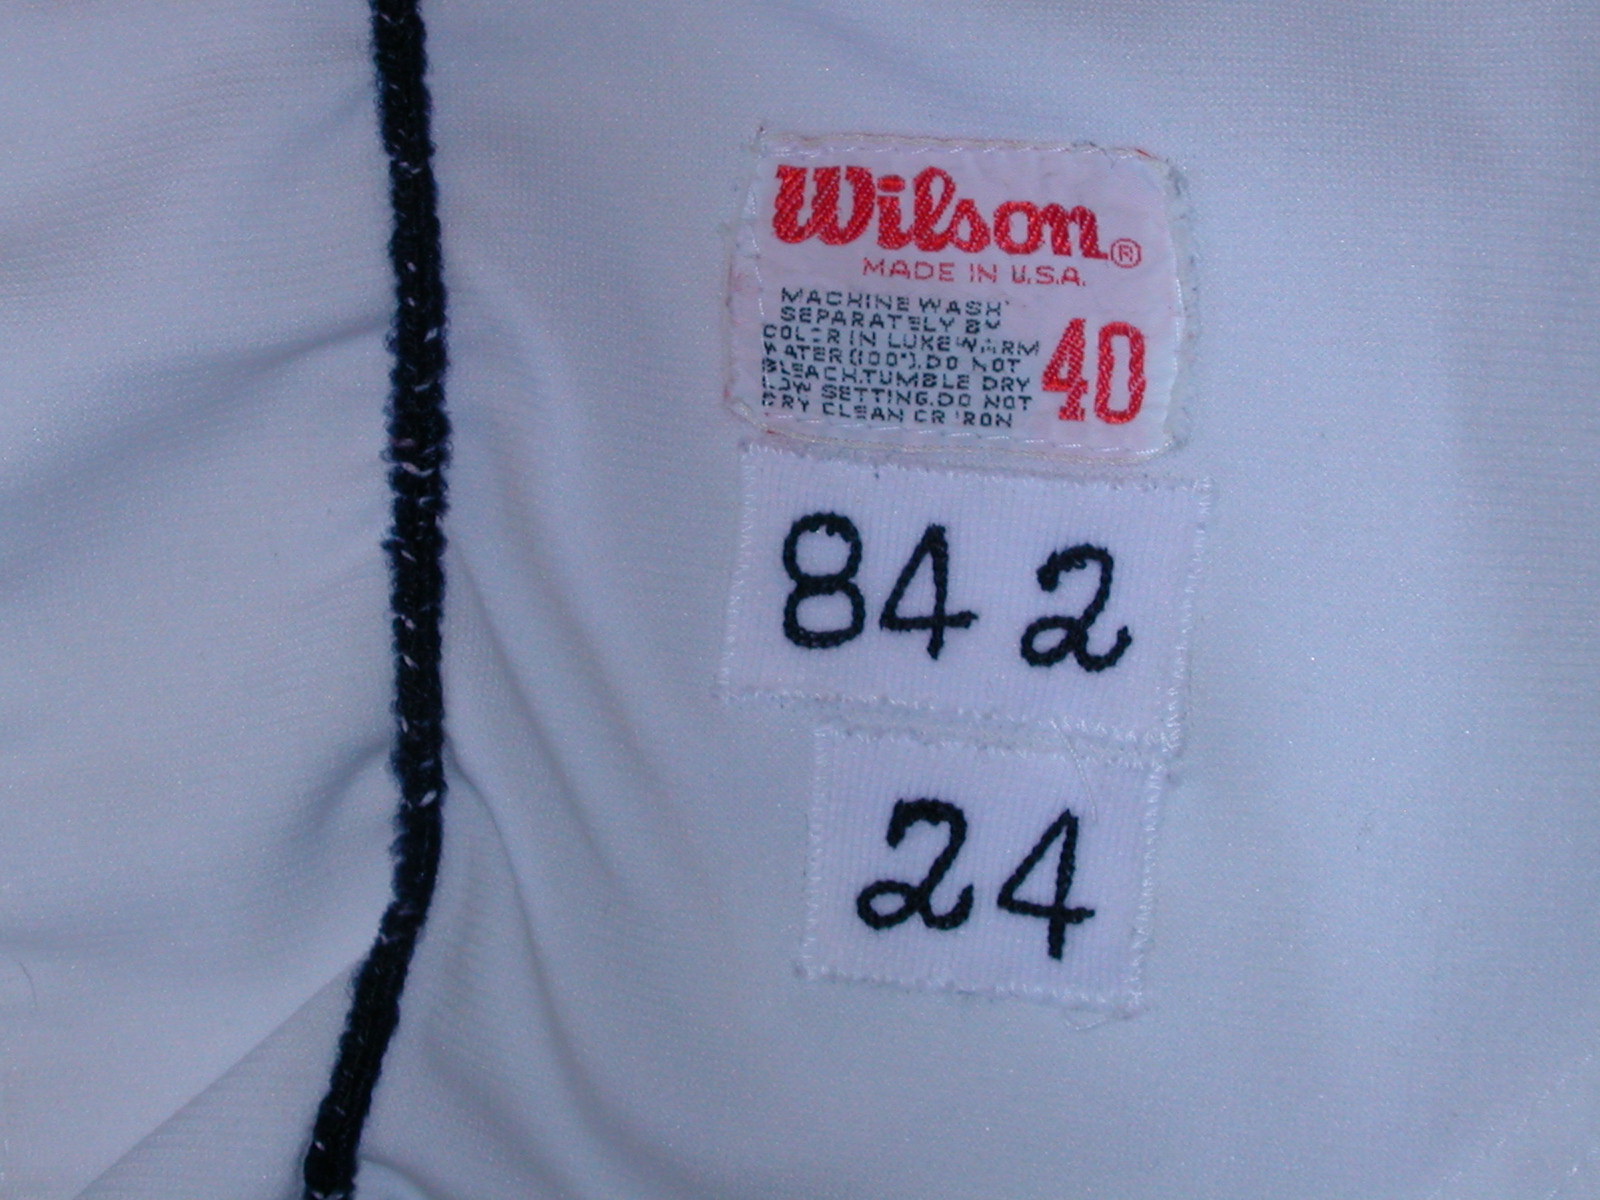 Wilson®
MADE IN U.S.A.
MACHINE WASH
SEPARATELY BY
COLOR IN LUKEWARM
WATER (100°). DO NOT
BLEACH. TUMBLE DRY
LOW SETTING. DO NOT
DRY CLEAN OR IRON
40
84 2
24